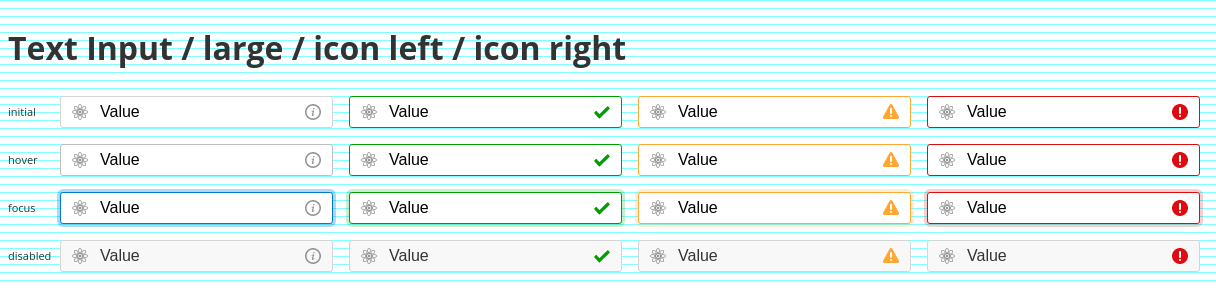 Text Input / large / icon left / icon right
initial Value Value Value Value
hover Value Value Value Value
focus Value Value Value Value
disabled Value Value Value Value